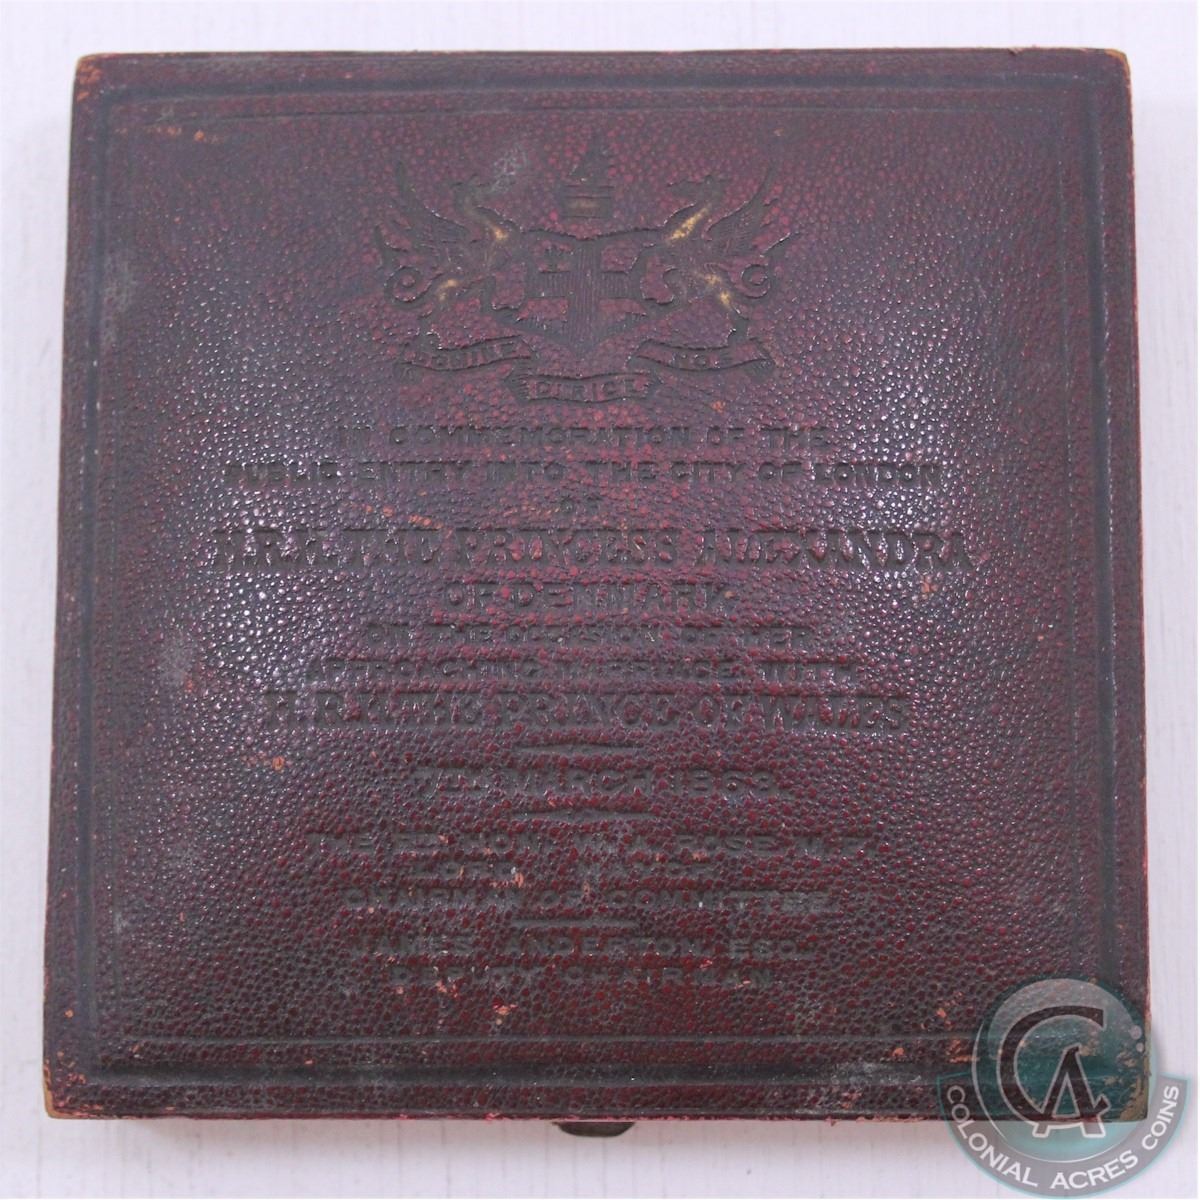 DOMINE
DIRIGE
NOS
IN COMMEMORATION OF THE
PUBLIC ENTRY INTO THE CITY OF LONDON
OF
H.R.H. THE PRINCESS ALEXANDRA
OF DENMARK
ON THE OCCASION OF HER
APPROACHING MARRIAGE WITH
H.R.H. THE PRINCE OF WALES
7TH MARCH 1863.
THE RT HON. W. A. ROSE M.P.
LORD MAYOR
CHAIRMAN OF COMMITTEE.
JAMES ANDERTON, ESQ.
DEPUTY CHAIRMAN
CA
COLONIAL ACRES COINS